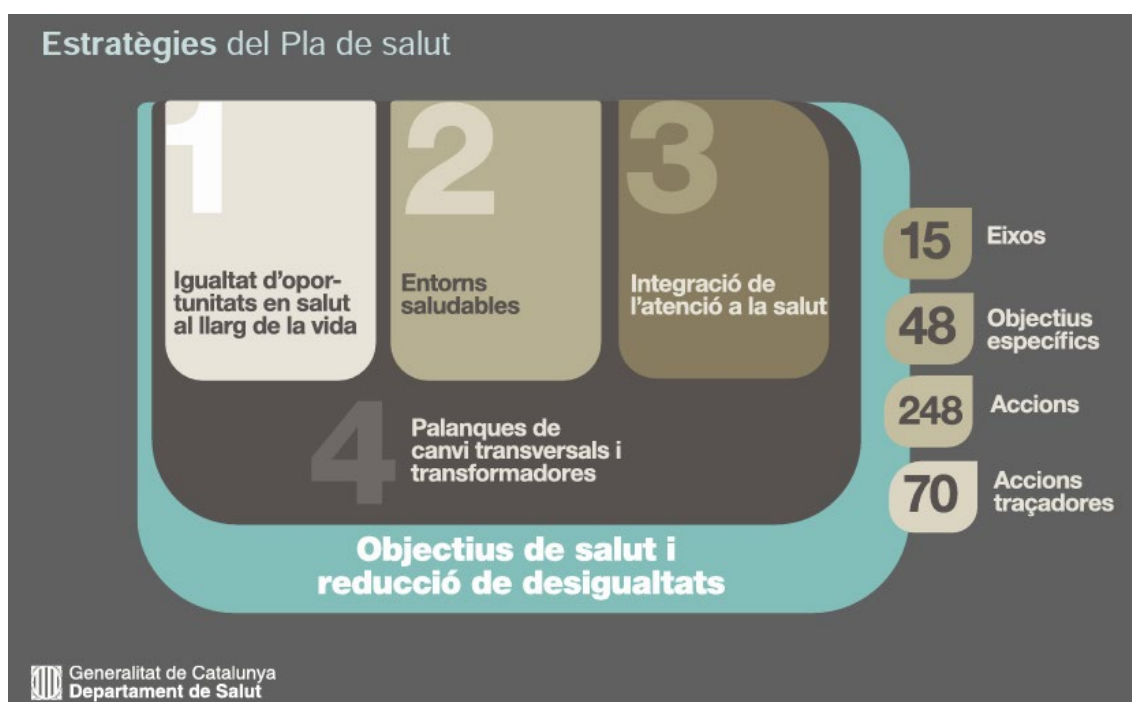 Estratègies del Pla de salut
1
Igualtat d’opor-
tunitats en salut
al llarg de la vida
2
Entorns
saludables
3
Integració de
l’atenció a la salut
4
Palanques de
canvi transversals i
transformadores
Objectius de salut i
reducció de desigualtats
15
Eixos
48
Objectius
específics
248
Accions
70
Accions
traçadores
Generalitat de Catalunya
Departament de Salut